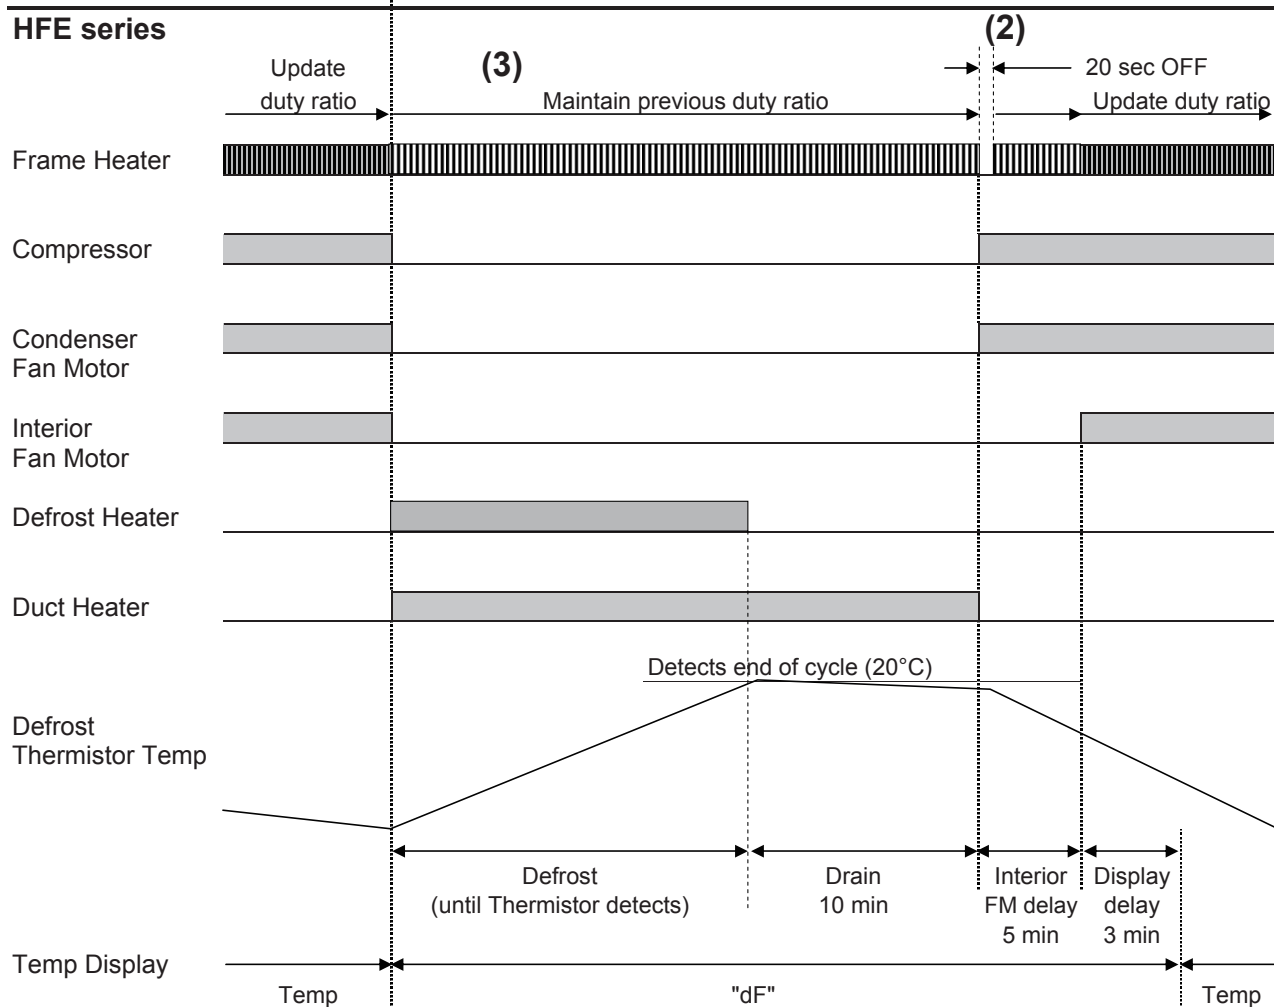 HFE series
(2)
(3)
Update
duty ratio
20 sec OFF
Maintain previous duty ratio
Update duty ratio
Frame Heater
Compressor
Condenser
Fan Motor
Interior
Fan Motor
Defrost Heater
Duct Heater
Detects end of cycle (20°C)
Defrost
Thermistor Temp
Defrost
(until Thermistor detects)
Drain
10 min
Interior
FM delay
5 min
Display
delay
3 min
Temp Display
Temp
"dF"
Temp